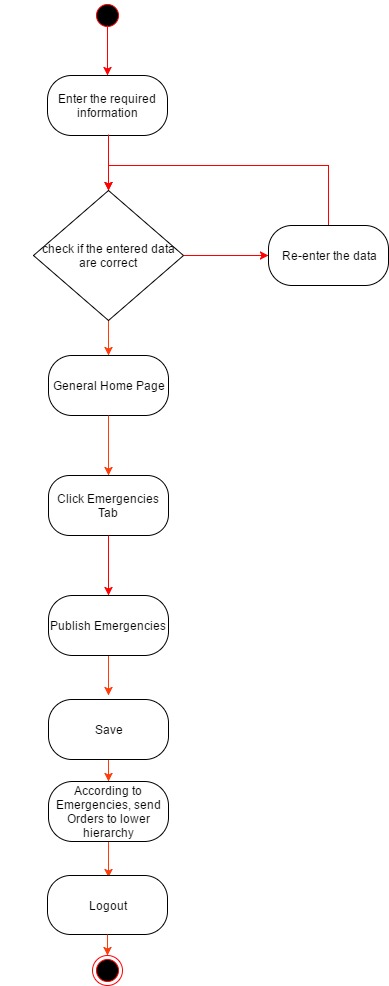 Enter the required
information
check if the entered data
are correct
Re-enter the data
General Home Page
Click Emergencies
Tab
Publish Emergencies
Save
According to
Emergencies, send
Orders to lower
hierarchy
Logout